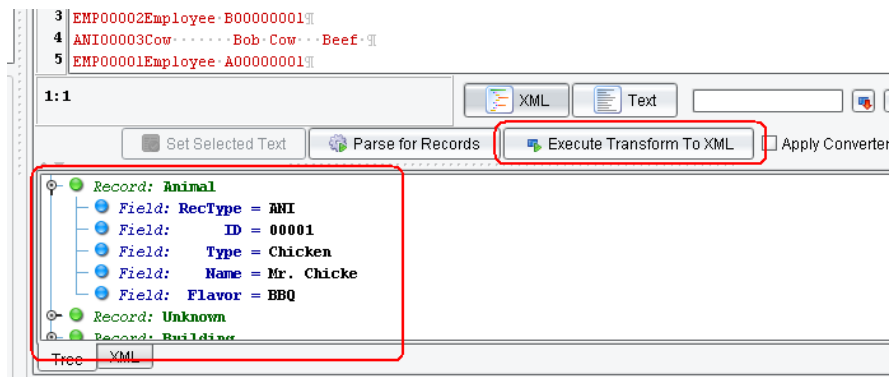 3 EMP00002Employee·B00000001¶
4 ANI00003Cow·······Bob·Cow···Beef·¶
5 EMP00001Employee·A00000001¶
1:1 XML Text
Set Selected Text Parse for Records Execute Transform To XML Apply Converter
Record: Animal
Field: RecType = ANI
Field: ID = 00001
Field: Type = Chicken
Field: Name = Mr. Chicke
Field: Flavor = BBQ
Record: Unknown
Record: Building
Tree XML